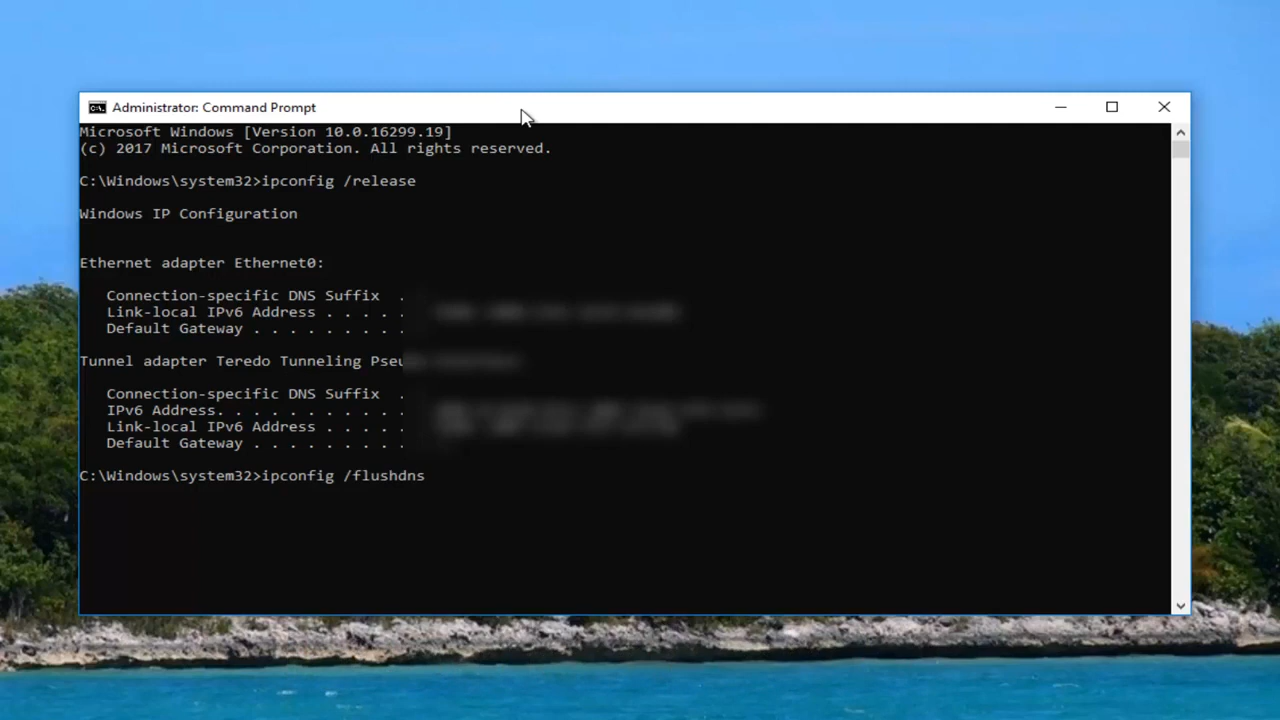 Administrator: Command Prompt
Microsoft Windows [Version 10.0.16299.19]
(c) 2017 Microsoft Corporation. All rights reserved.
C:\Windows\system32>ipconfig /release
Windows IP Configuration
Ethernet adapter Ethernet0:
Connection-specific DNS Suffix .
Link-local IPv6 Address . . . . .
Default Gateway . . . . . . . . .
Tunnel adapter Teredo Tunneling Pseu
Connection-specific DNS Suffix .
IPv6 Address. . . . . . . . . . .
Link-local IPv6 Address . . . . .
Default Gateway . . . . . . . . .
C:\Windows\system32>ipconfig /flushdns